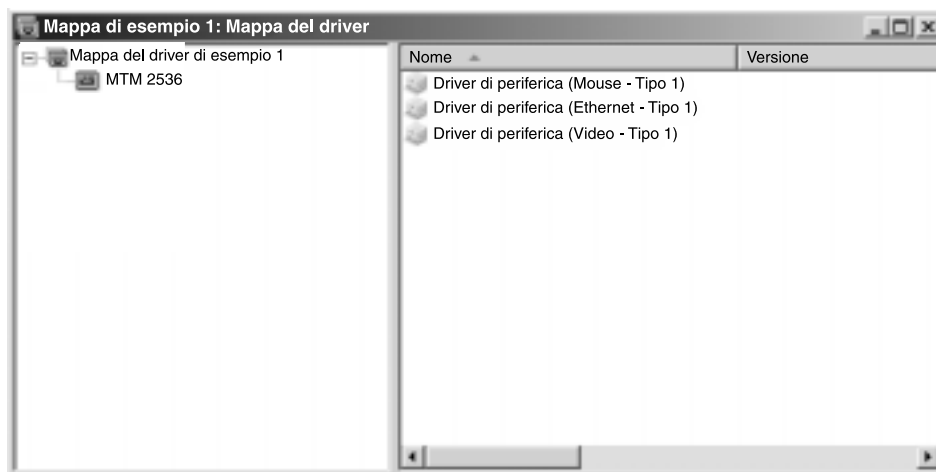 Mappa di esempio 1: Mappa del driver
Mappa del driver di esempio 1
MTM 2536
Nome
Versione
Driver di periferica (Mouse - Tipo 1)
Driver di periferica (Ethernet - Tipo 1)
Driver di periferica (Video - Tipo 1)